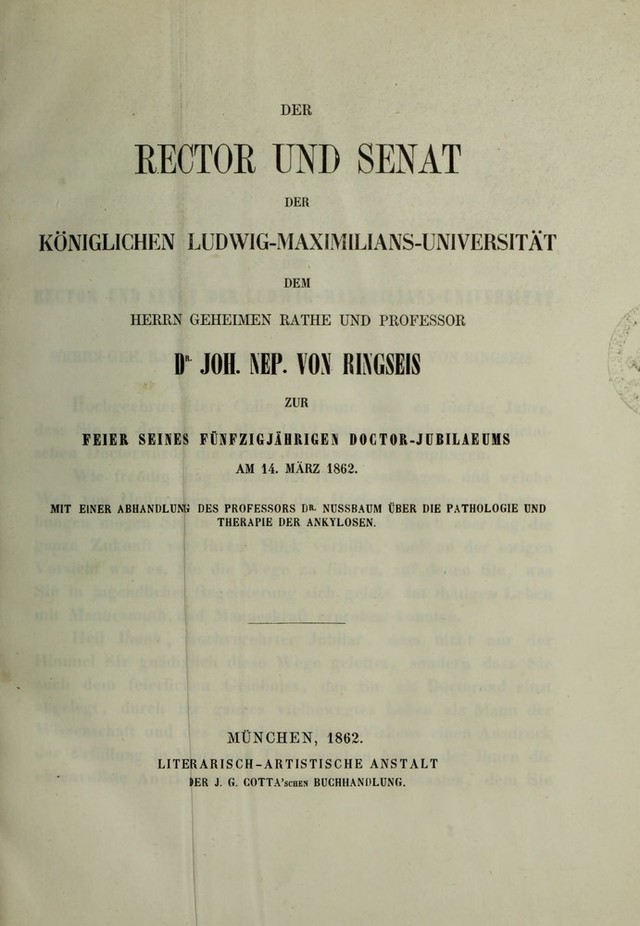 DER
RECTOR UND SENAT
DER
KÖNIGLICHEN LUDWIG-MAXIMILIANS-UNIVERSITÄT
DEM
HERRN GEHEIMEN RATHE UND PROFESSOR
DR. JOH. NEP. VON RINGSEIS
ZUR
FEIER SEINES FÜNFZIGJÄHRIGEN DOCTOR-JUBILAEUMS
AM 14. MÄRZ 1862.
MIT EINER ABHANDLUNG DES PROFESSORS DR. NUSSBAUM ÜBER DIE PATHOLOGIE UND
THERAPIE DER ANKYLOSEN.
MÜNCHEN, 1862.
LITERARISCH-ARTISTISCHE ANSTALT
DER J. G. COTTA'SCHEN BUCHHANDLUNG.